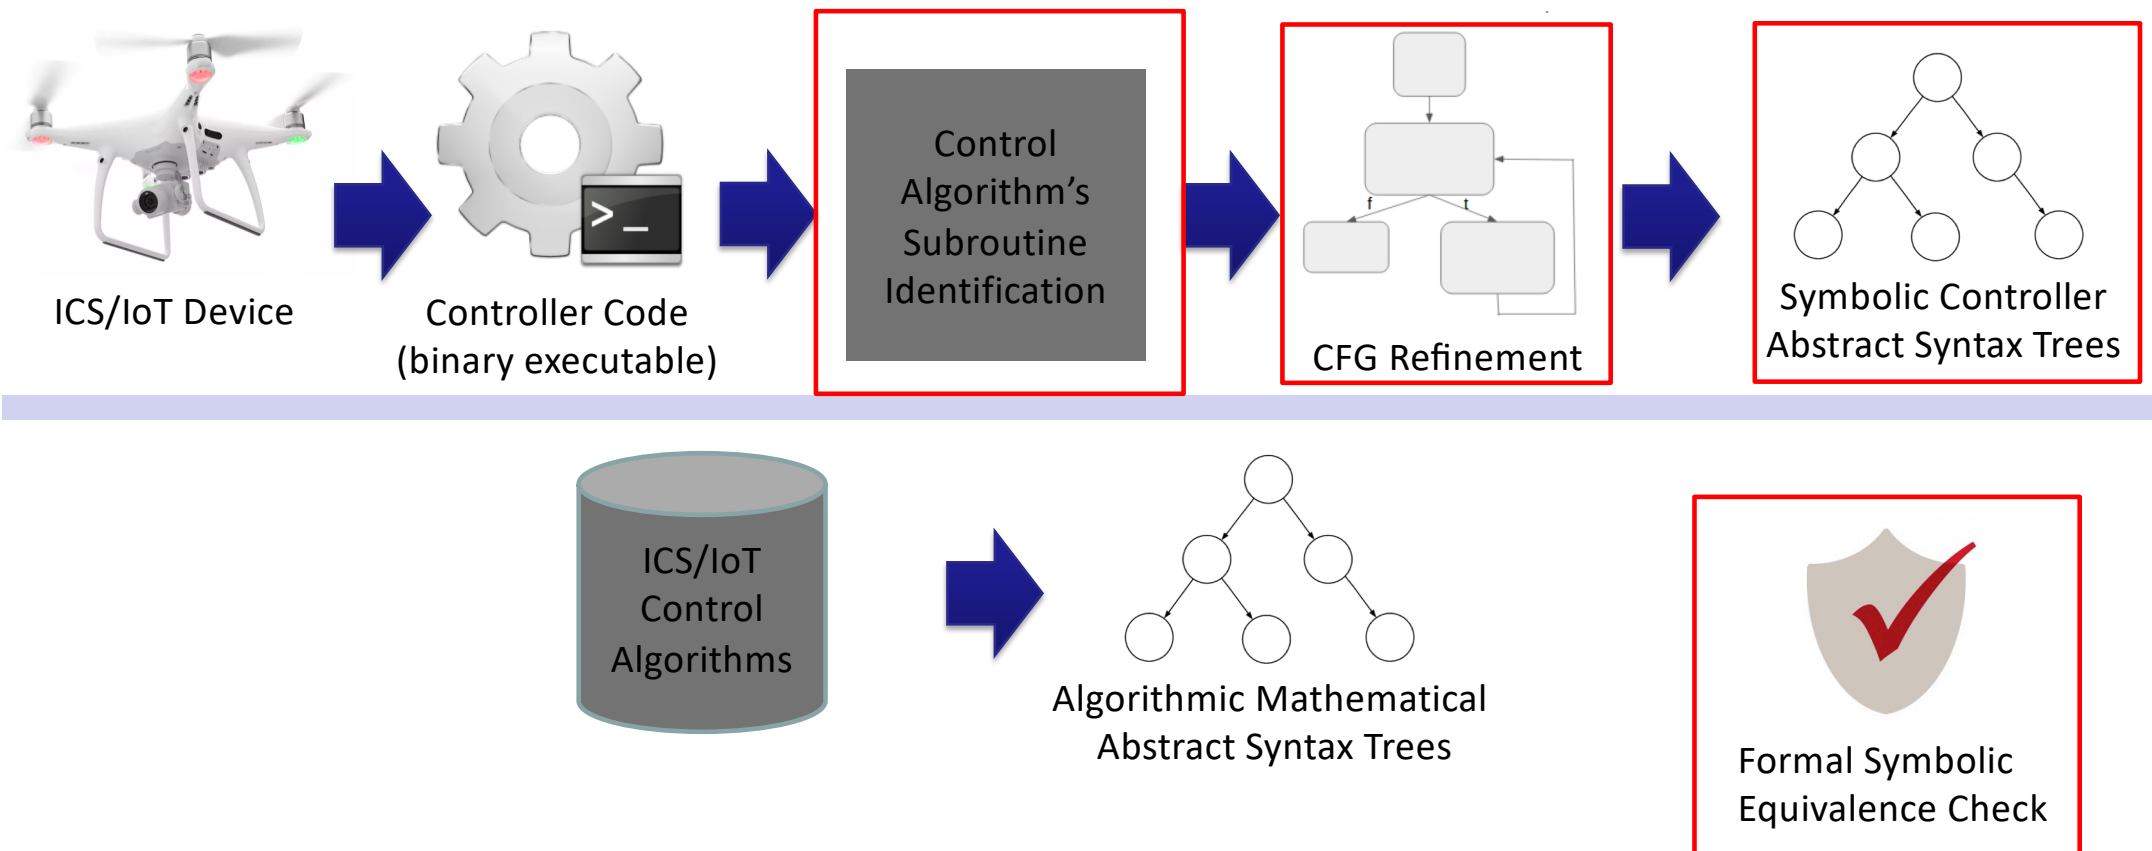 ICS/IoT Device
Controller Code
(binary executable)
>_
Control
Algorithm’s
Subroutine
Identification
f
t
CFG Refinement
Symbolic Controller
Abstract Syntax Trees
ICS/IoT
Control
Algorithms
Algorithmic Mathematical
Abstract Syntax Trees
Formal Symbolic
Equivalence Check